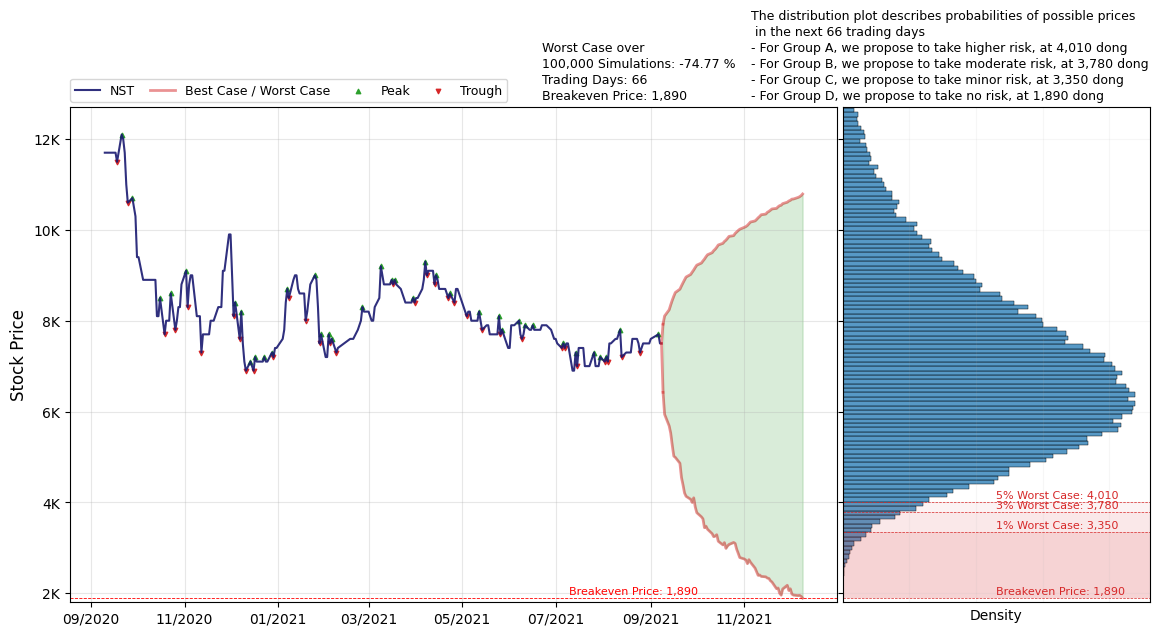 The distribution plot describes probabilities of possible prices
in the next 66 trading days
- For Group A, we propose to take higher risk, at 4,010 dong
- For Group B, we propose to take moderate risk, at 3,780 dong
- For Group C, we propose to take minor risk, at 3,350 dong
- For Group D, we propose to take no risk, at 1,890 dong
Worst Case over
100,000 Simulations: -74.77 %
Trading Days: 66
Breakeven Price: 1,890
NST
Best Case / Worst Case
Peak
Trough
Stock Price
12K
10K
8K
6K
4K
2K
Breakeven Price: 1,890
09/2020
11/2020
01/2021
03/2021
05/2021
07/2021
09/2021
11/2021
5% Worst Case: 4,010
3% Worst Case: 3,780
1% Worst Case: 3,350
Breakeven Price: 1,890
Density